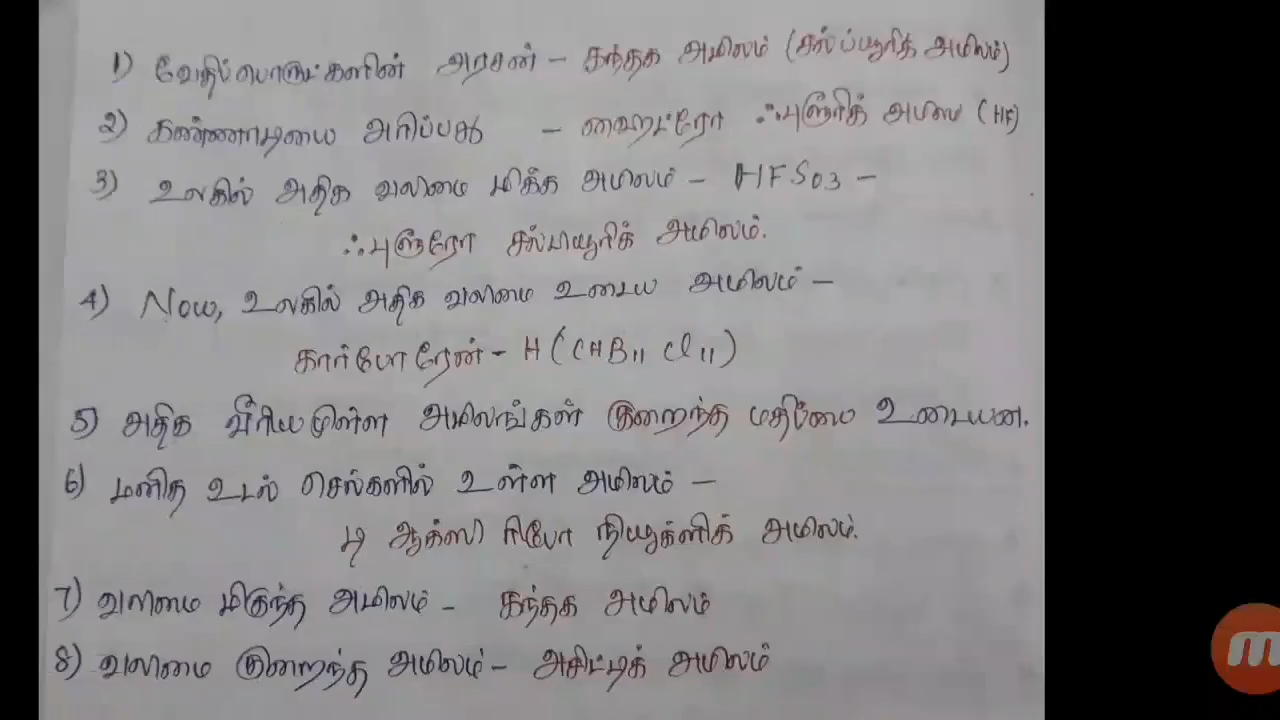 1) வேதிப்பொருட்களின் அரசன் – கந்தக அமிலம் (சல்ப்யூரித் அமிலம்)
2) கண்ணாடியை அரிப்பது – ஹைட்ரோ ஃபுளூரிக் அமிலம் (HF)
3) உலகில் அதிக வலிமை மிக்க அமிலம் – HFSO3 –
ஃபுளூரோ சல்பியூரிக் அமிலம்.
4) Now, உலகில் அதிக வலிமை உடைய அமிலம் –
கார்போரேன் – H(CHB11 Cl11)
5) அதிக வீரியமுள்ள அமிலங்கள் குறைந்த மதிப்பை உடையன.
6) மனித உடல் செல்களில் உள்ள அமிலம் –
டி ஆக்ஸி ரிபோ நியூக்ளிக் அமிலம்.
7) வலிமை மிகுந்த அமிலம் – கந்தக அமிலம்
8) வலிமை குறைந்த அமிலம் – அசிட்டிக் அமிலம்